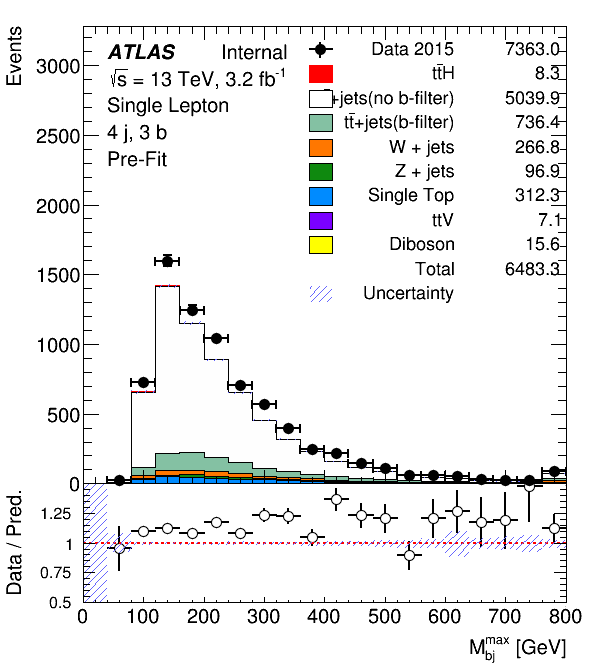 Events
ATLAS Internal
√s = 13 TeV, 3.2 fb⁻¹
Single Lepton
4 j, 3 b
Pre-Fit
Data 2015 7363.0
tt̄H 8.3
+jets(no b-filter) 5039.9
tt̄+jets(b-filter) 736.4
W + jets 266.8
Z + jets 96.9
Single Top 312.3
ttV 7.1
Diboson 15.6
Total 6483.3
Uncertainty
3000
2500
2000
1500
1000
500
0
Data / Pred.
1.25
1
0.75
0.5
0 100 200 300 400 500 600 700 800
M_bj^max [GeV]